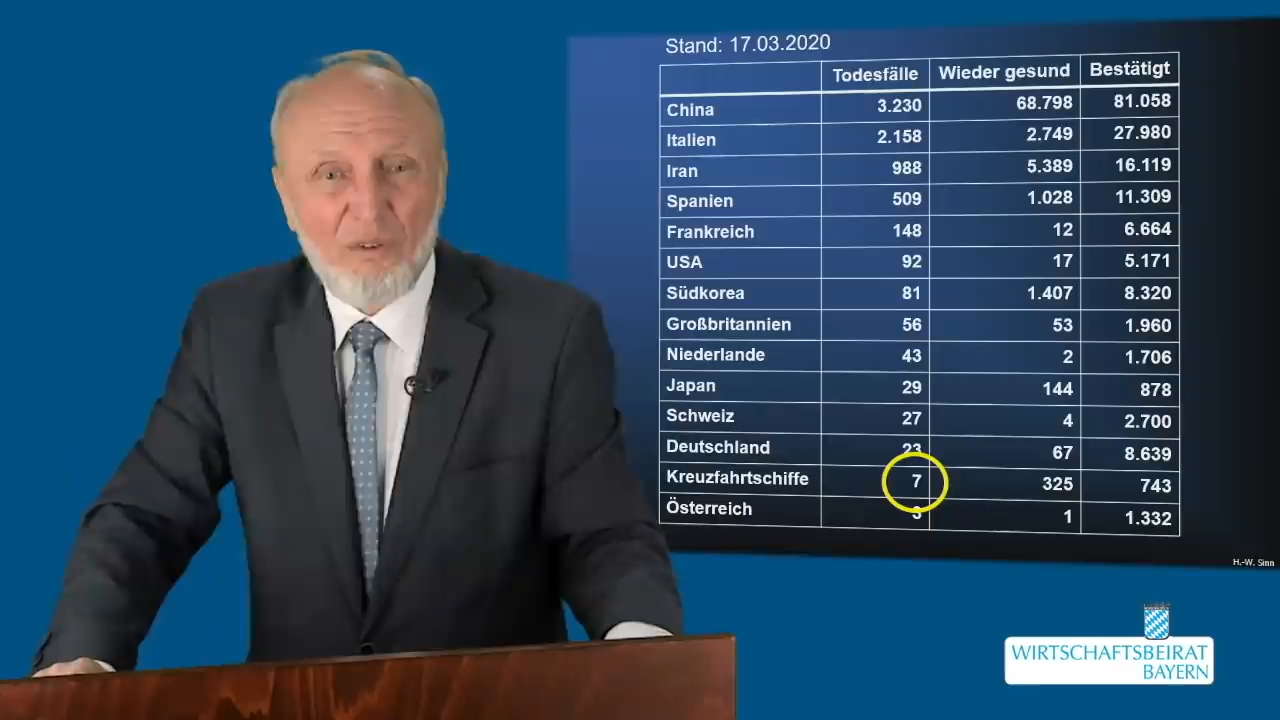 Stand: 17.03.2020
Todesfälle Wieder gesund Bestätigt
China 3.230 68.798 81.058
Italien 2.158 2.749 27.980
Iran 988 5.389 16.119
Spanien 509 1.028 11.309
Frankreich 148 12 6.664
USA 92 17 5.171
Südkorea 81 1.407 8.320
Großbritannien 56 53 1.960
Niederlande 43 2 1.706
Japan 29 144 878
Schweiz 27 4 2.700
Deutschland 23 67 8.639
Kreuzfahrtschiffe 7 325 743
Österreich 3 1 1.332
H.-W. Sinn
WIRTSCHAFTSBEIRAT
BAYERN